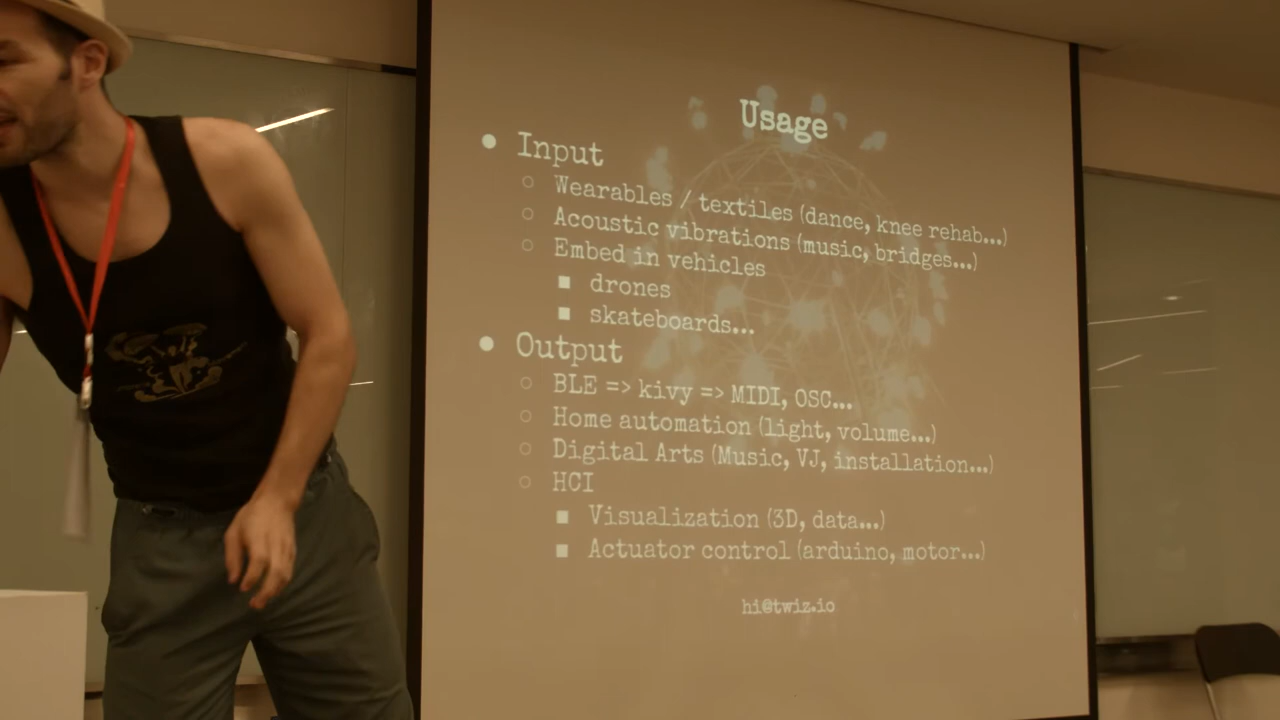 Usage
● Input
○ Wearables / textiles (dance, knee rehab...)
○ Acoustic vibrations (music, bridges...)
○ Embed in vehicles
■ drones
■ skateboards...
● Output
○ BLE => kivy => MIDI, OSC...
○ Home automation (light, volume...)
○ Digital Arts (Music, VJ, installation...)
○ HCI
■ Visualization (3D, data...)
■ Actuator control (arduino, motor...)
hi@twiz.io